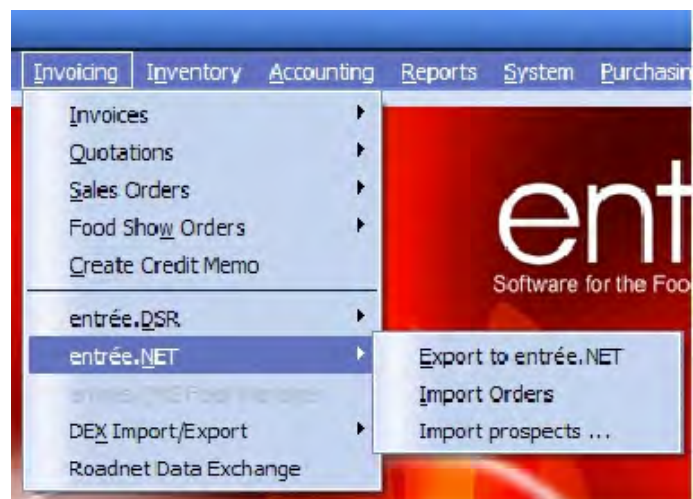 Invoicing Inventory Accounting Reports System Purchasin
Invoices
Quotations
Sales Orders
Food Show Orders
Create Credit Memo
entrée.DSR
entrée.NET
DEX Import/Export
Roadnet Data Exchange
Export to entrée.NET
Import Orders
Import prospects ...
ent
Software for the Foo